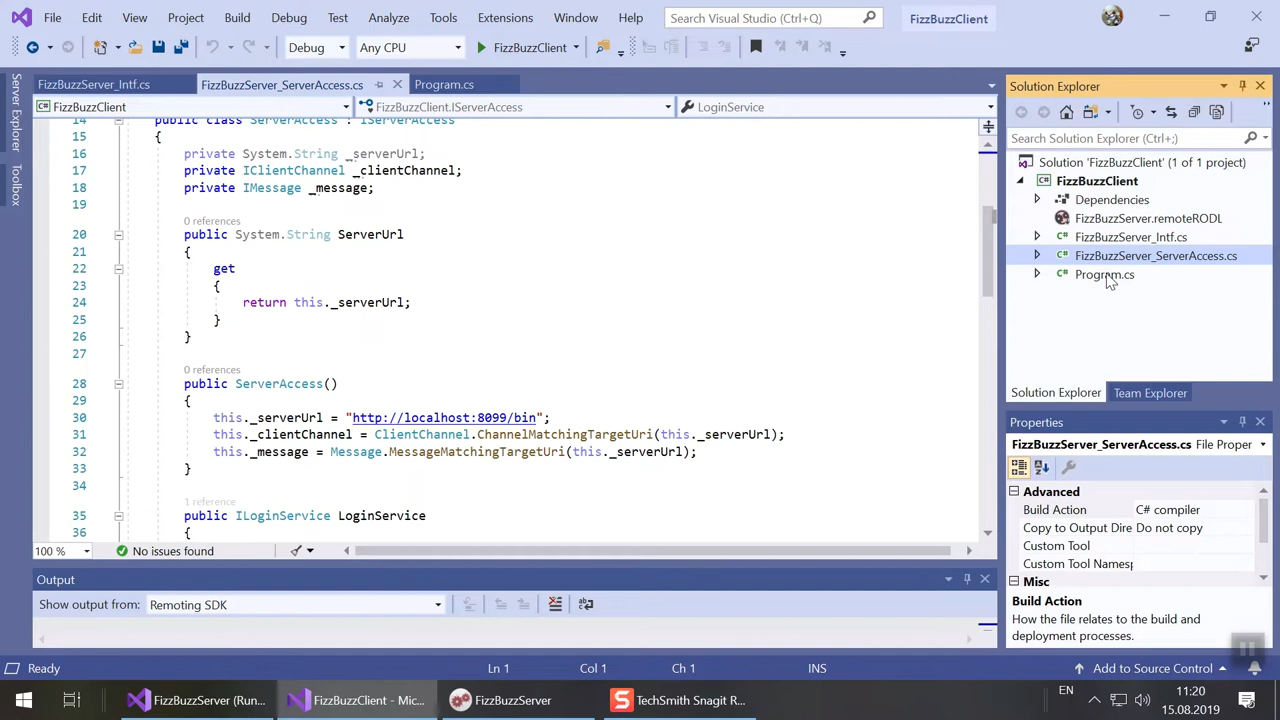 File Edit View Project Build Debug Test Analyze Tools Extensions Window Help Search Visual Studio (Ctrl+Q) FizzBuzzClient
Debug Any CPU FizzBuzzClient
Server Explorer
Toolbox
FizzBuzzServer_Intf.cs FizzBuzzServer_ServerAccess.cs Program.cs
FizzBuzzClient FizzBuzzClient.IServerAccess LoginService
14 public class ServerAccess : IServerAccess
15 {
16 private System.String _serverUrl;
17 private IClientChannel _clientChannel;
18 private IMessage _message;
19
0 references
20 public System.String ServerUrl
21 {
22 get
23 {
24 return this._serverUrl;
25 }
26 }
27
0 references
28 public ServerAccess()
29 {
30 this._serverUrl = "http://localhost:8099/bin";
31 this._clientChannel = ClientChannel.ChannelMatchingTargetUri(this._serverUrl);
32 this._message = Message.MessageMatchingTargetUri(this._serverUrl);
33 }
34
1 reference
35 public ILoginService LoginService
36 {
100 % No issues found
Output
Show output from: Remoting SDK
Solution Explorer
Search Solution Explorer (Ctrl+;)
Solution 'FizzBuzzClient' (1 of 1 project)
FizzBuzzClient
Dependencies
FizzBuzzServer.remoteRODL
C# FizzBuzzServer_Intf.cs
C# FizzBuzzServer_ServerAccess.cs
C# Program.cs
Solution Explorer Team Explorer
Properties
FizzBuzzServer_ServerAccess.cs File Proper
Advanced
Build Action C# compiler
Copy to Output Dire Do not copy
Custom Tool
Custom Tool Namesp
Misc
Build Action
How the file relates to the build and
deployment processes.
Ready Ln 1 Col 1 Ch 1 INS Add to Source Control
FizzBuzzServer (Run... FizzBuzzClient - Mic... FizzBuzzServer TechSmith Snagit R... EN 11:20
15.08.2019